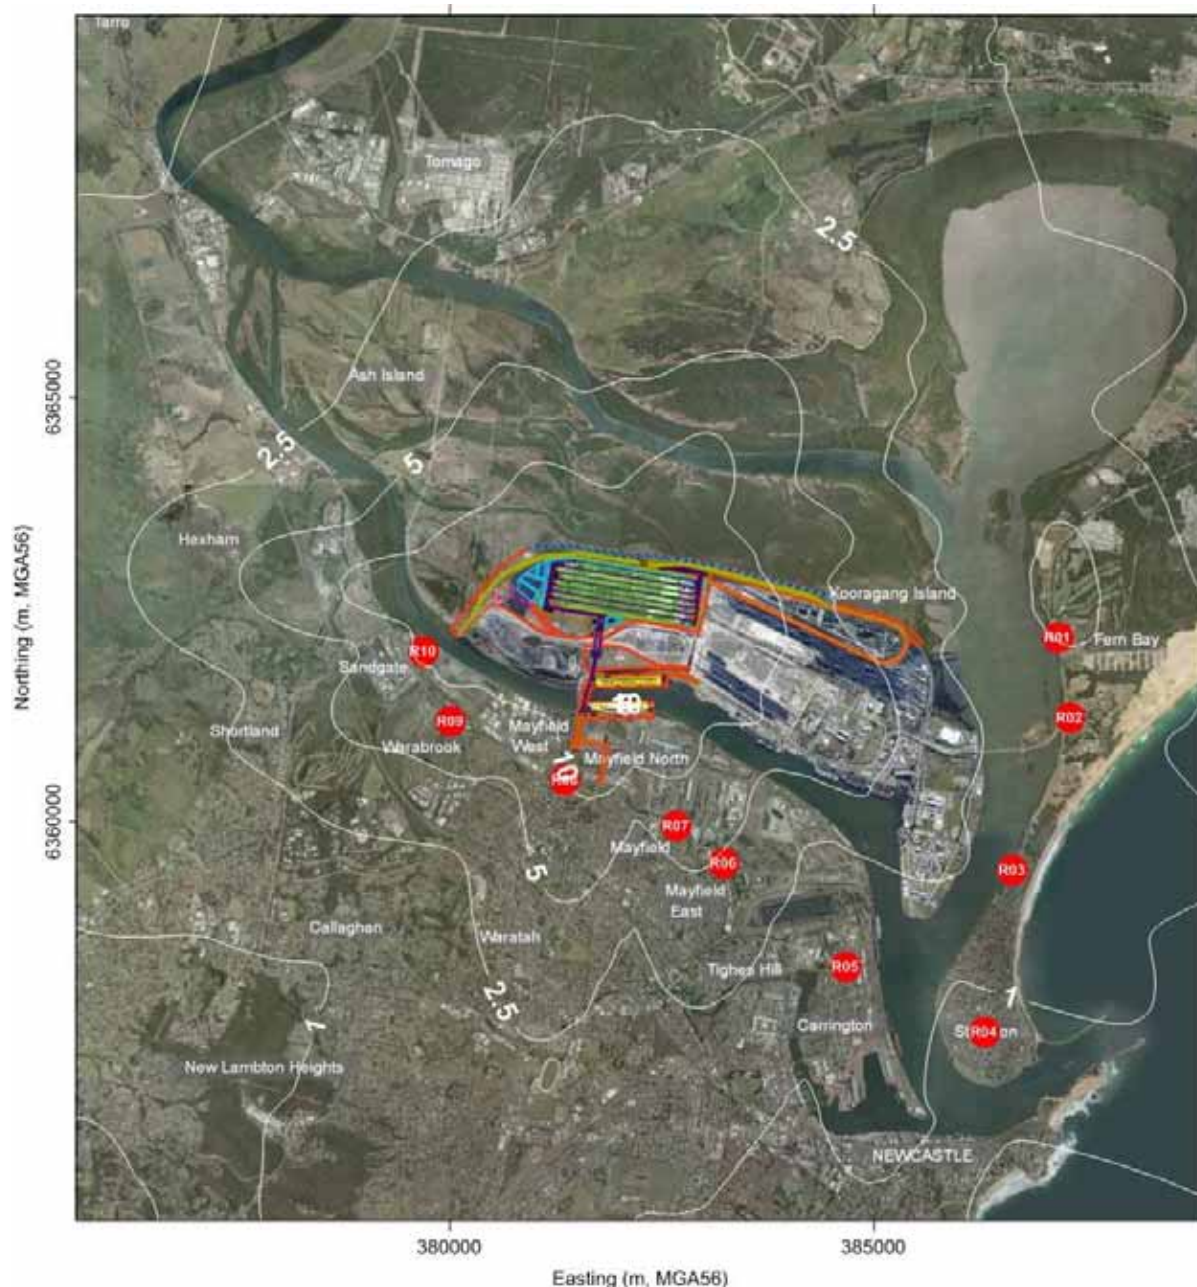 Tarro
Tomago
2.5
6365000
Ash Island
2.5
5
Northing (m, MGA56)
Hexham
Kooragang Island
R01
Fern Bay
R10
Sandgate
R02
R09
Shortland
Mayfield
West
Warabrook
Mayfield North
10
6360000
R07
Mayfield
R06
5
R03
Mayfield
East
Callaghan
Waratah
R05
Tighes Hill
2.5
1
1
Carrington
R04
New Lambton Heights
NEWCASTLE
380000
385000
Easting (m, MGA56)